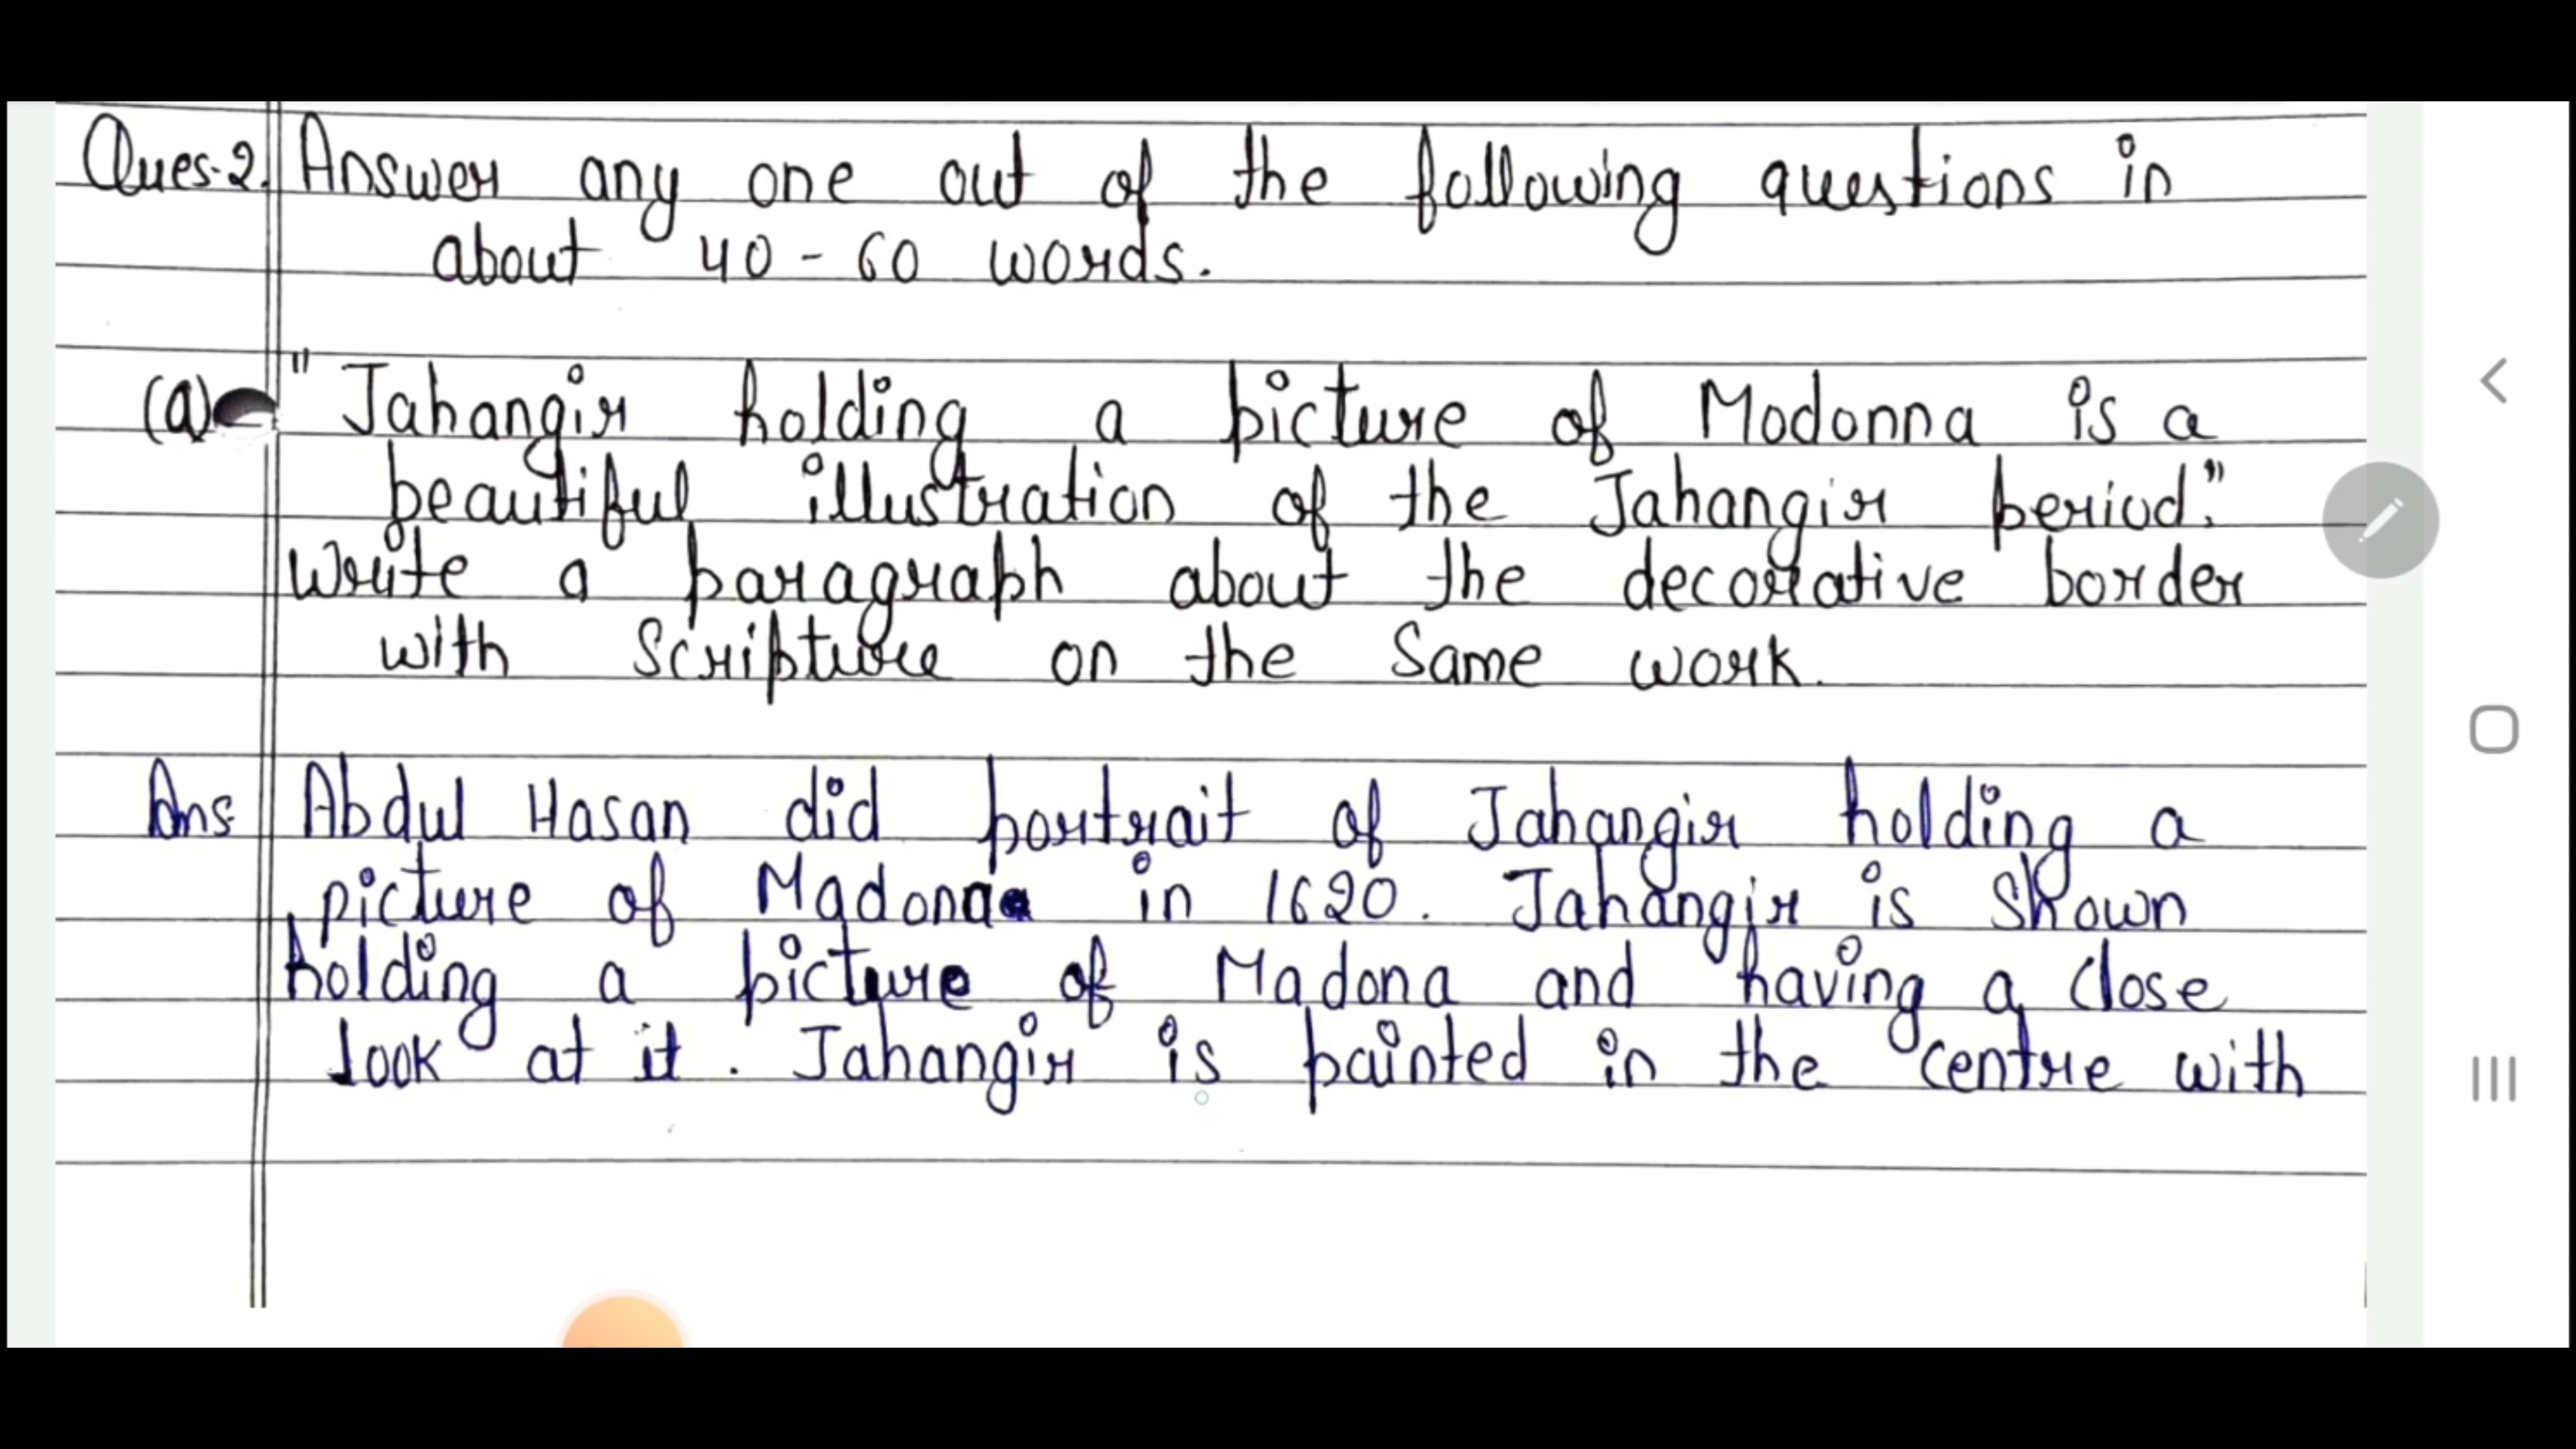 Ques-2. Answer any one out of the following questions in
about 40-60 words.
(a) "Jahangir holding a picture of Modonna is a
beautiful illustration of the Jahangir period."
Write a paragraph about the decorative border
with Scripture on the same work.
Ans. Abdul Hasan did portrait of Jahangir holding a
picture of Madona in 1620. Jahangir is shown
holding a picture of Madona and having a close
look at it. Jahangir is painted in the centre with